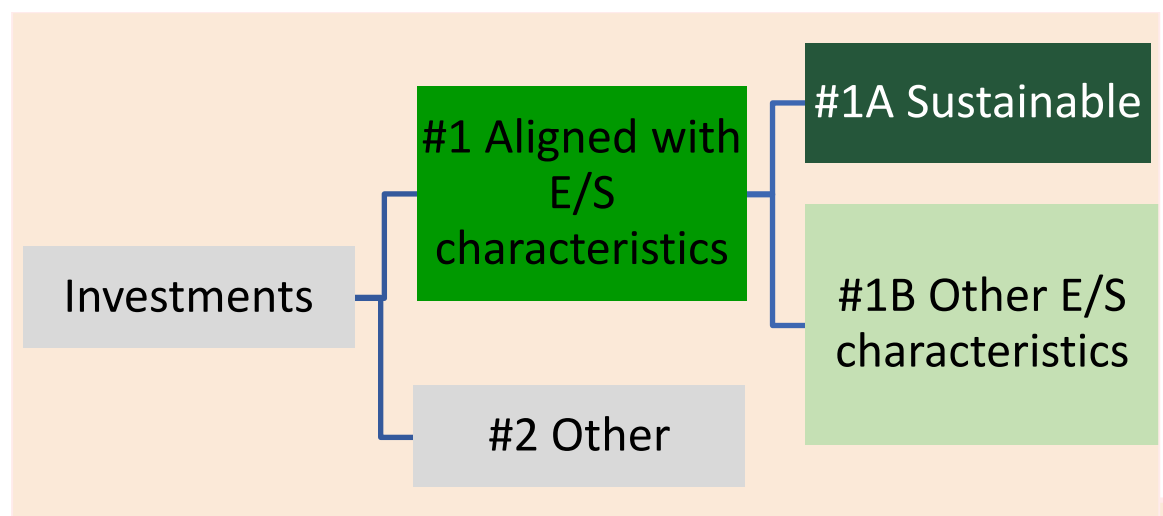 #1A Sustainable
#1 Aligned with
E/S
characteristics
Investments
#1B Other E/S
characteristics
#2 Other